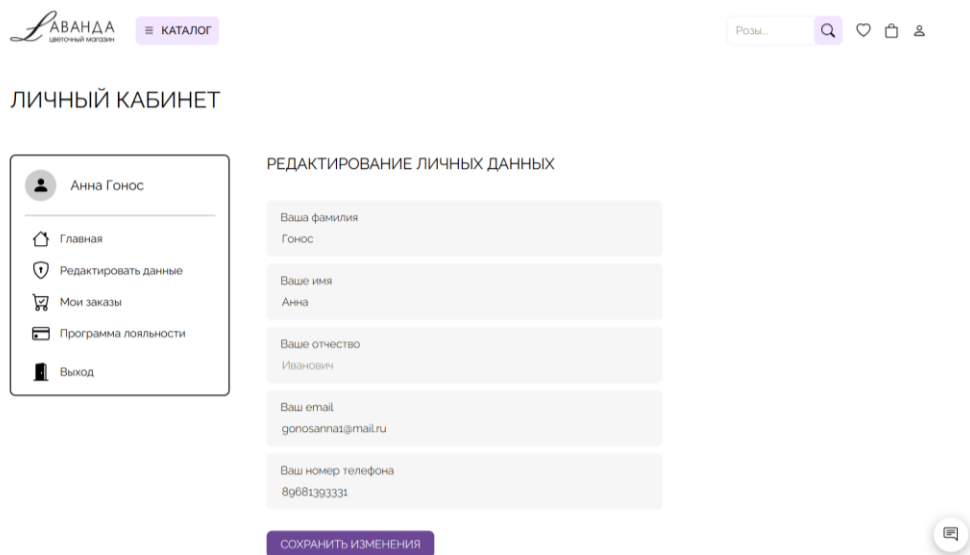 ЛАВАНДА
цветочный магазин
КАТАЛОГ
Розы...
ЛИЧНЫЙ КАБИНЕТ
Анна Гонос
Главная
Редактировать данные
Мои заказы
Программа лояльности
Выход
РЕДАКТИРОВАНИЕ ЛИЧНЫХ ДАННЫХ
Ваша фамилия
Гонос
Ваше имя
Анна
Ваше отчество
Иванович
Ваш email
gonosanna1@mail.ru
Ваш номер телефона
89681393331
СОХРАНИТЬ ИЗМЕНЕНИЯ